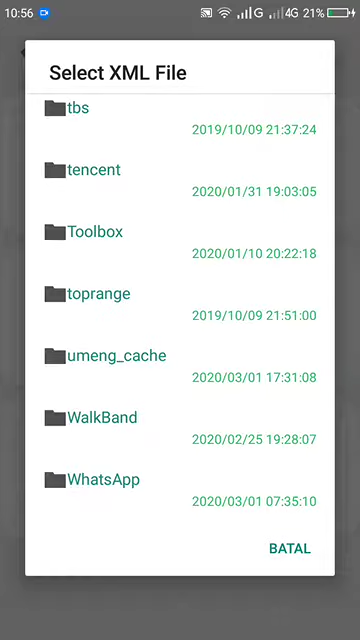 10:56 G 4G 21%
Select XML File
tbs
2019/10/09 21:37:24
tencent
2020/01/31 19:03:05
Toolbox
2020/01/10 20:22:18
toprange
2019/10/09 21:51:00
umeng_cache
2020/03/01 17:31:08
WalkBand
2020/02/25 19:28:07
WhatsApp
2020/03/01 07:35:10
BATAL